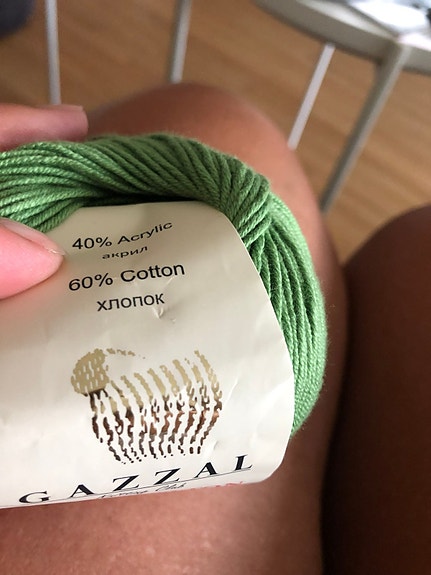 40% Acrylic
акрил
60% Cotton
хлопок
GAZZAL